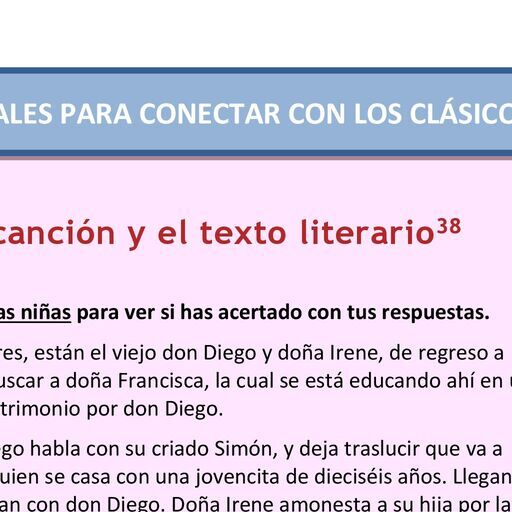 ALES PARA CONECTAR CON LOS CLÁSICO
canción y el texto literario³⁸
as niñas para ver si has acertado con tus respuestas.
res, están el viejo don Diego y doña Irene, de regreso a
uscar a doña Francisca, la cual se está educando ahí en u
trimonio por don Diego.
ego habla con su criado Simón, y deja traslucir que va a
uien se casa con una jovencita de dieciséis años. Llegan
an con don Diego. Doña Irene amonesta a su hija por la